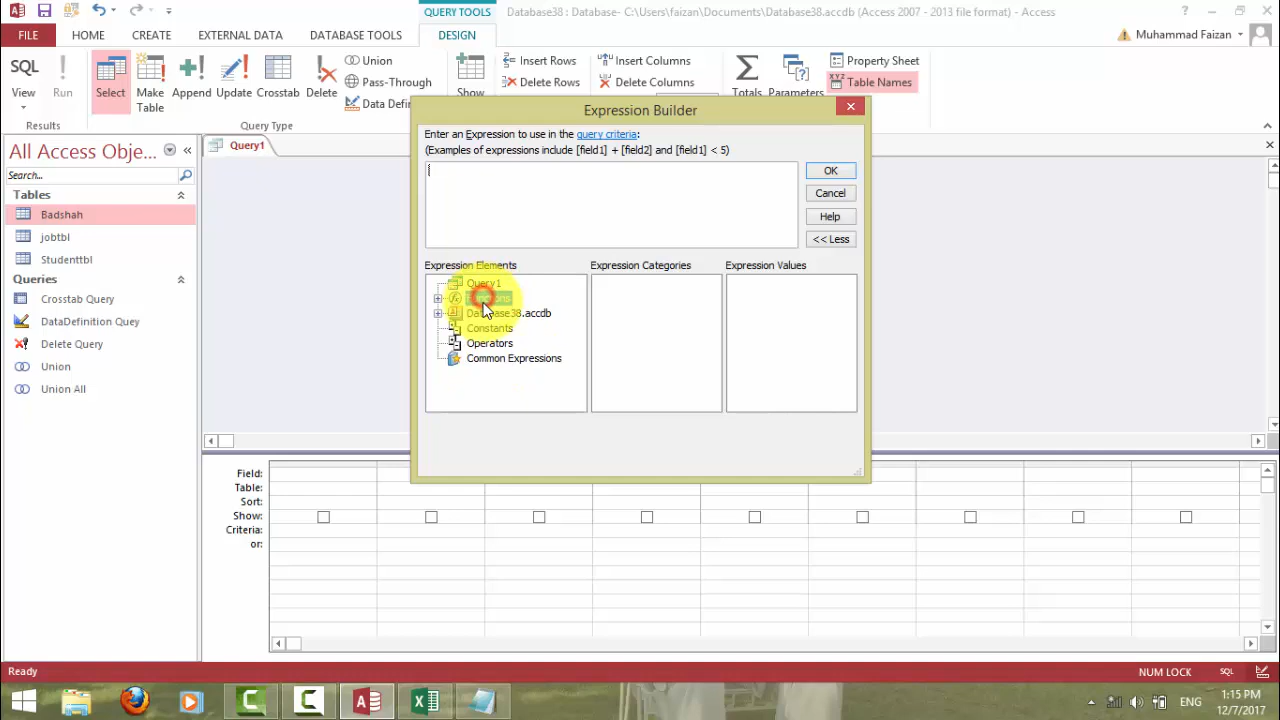 QUERY TOOLS
Database38 : Database- C:\Users\faizan\Documents\Database38.accdb (Access 2007 - 2013 file format) - Access
FILE HOME CREATE EXTERNAL DATA DATABASE TOOLS DESIGN Muhammad Faizan
SQL View Run
Results
Select Make Table Append Update Crosstab Delete
Union
Pass-Through
Data Defin
Query Type
Show
Insert Rows
Delete Rows
Insert Columns
Delete Columns
Totals Parameters
Property Sheet
Table Names
All Access Obje...
Search...
Tables
Badshah
jobtbl
Studenttbl
Queries
Crosstab Query
DataDefinition Quey
Delete Query
Union
Union All
Query1
Expression Builder
Enter an Expression to use in the query criteria:
(Examples of expressions include [field1] + [field2] and [field1] < 5)
OK
Cancel
Help
<< Less
Expression Elements Expression Categories Expression Values
Query1
Functions
Database38.accdb
Constants
Operators
Common Expressions
Field:
Table:
Sort:
Show:
Criteria:
or:
Ready NUM LOCK SQL
ENG
1:15 PM
12/7/2017